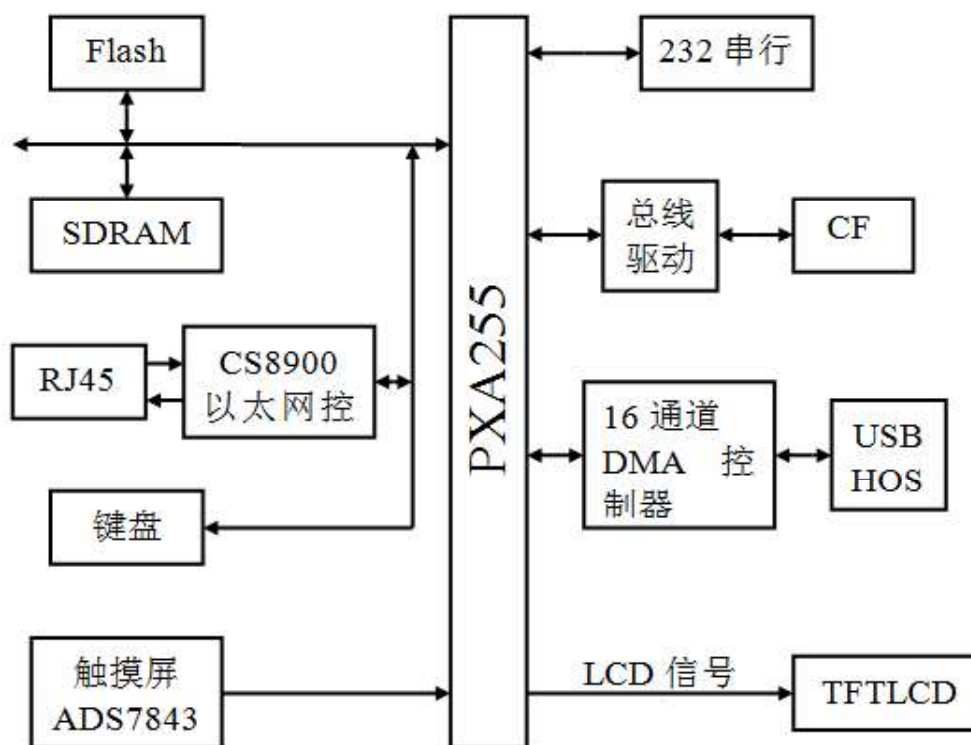 Flash
SDRAM
RJ45
CS8900
以太网控
键盘
触摸屏
ADS7843
PXA255
232 串行
总线
驱动
CF
16 通道
DMA 控
制器
USB
HOS
LCD 信号
TFTLCD